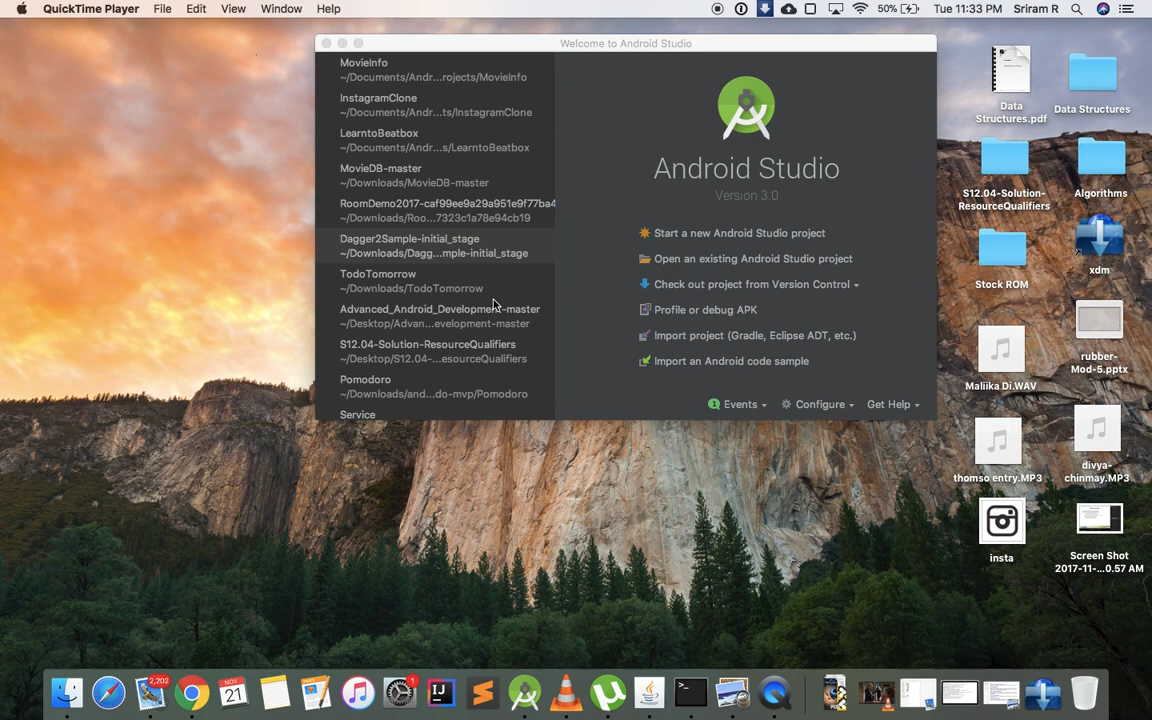 QuickTime Player File Edit View Window Help
50% Tue 11:33 PM Sriram R
Welcome to Android Studio
MovieInfo
~/Documents/Andr...rojects/MovieInfo
InstagramClone
~/Documents/Andr...ts/InstagramClone
LearntoBeatbox
~/Documents/Andr...s/LearntoBeatbox
MovieDB-master
~/Downloads/MovieDB-master
RoomDemo2017-caf99ee9a29a951e9f77ba4
~/Downloads/Roo...7323c1a78e94cb19
Dagger2Sample-initial_stage
~/Downloads/Dagg...mple-initial_stage
TodoTomorrow
~/Downloads/TodoTomorrow
Advanced_Android_Development-master
~/Desktop/Advan...evelopment-master
S12.04-Solution-ResourceQualifiers
~/Desktop/S12.04-...esourceQualifiers
Pomodoro
~/Downloads/and...do-mvp/Pomodoro
Service
Android Studio
Version 3.0
Start a new Android Studio project
Open an existing Android Studio project
Check out project from Version Control
Profile or debug APK
Import project (Gradle, Eclipse ADT, etc.)
Import an Android code sample
1 Events
Configure
Get Help
Data
Structures.pdf
Data Structures
S12.04-Solution-
ResourceQualifiers
Algorithms
Stock ROM
xdm
Maliika Di.WAV
rubber-
Mod-5.pptx
thomso entry.MP3
divya-
chinmay.MP3
insta
Screen Shot
2017-11-...0.57 AM
2,202
NOV
21
1
IJ
>_